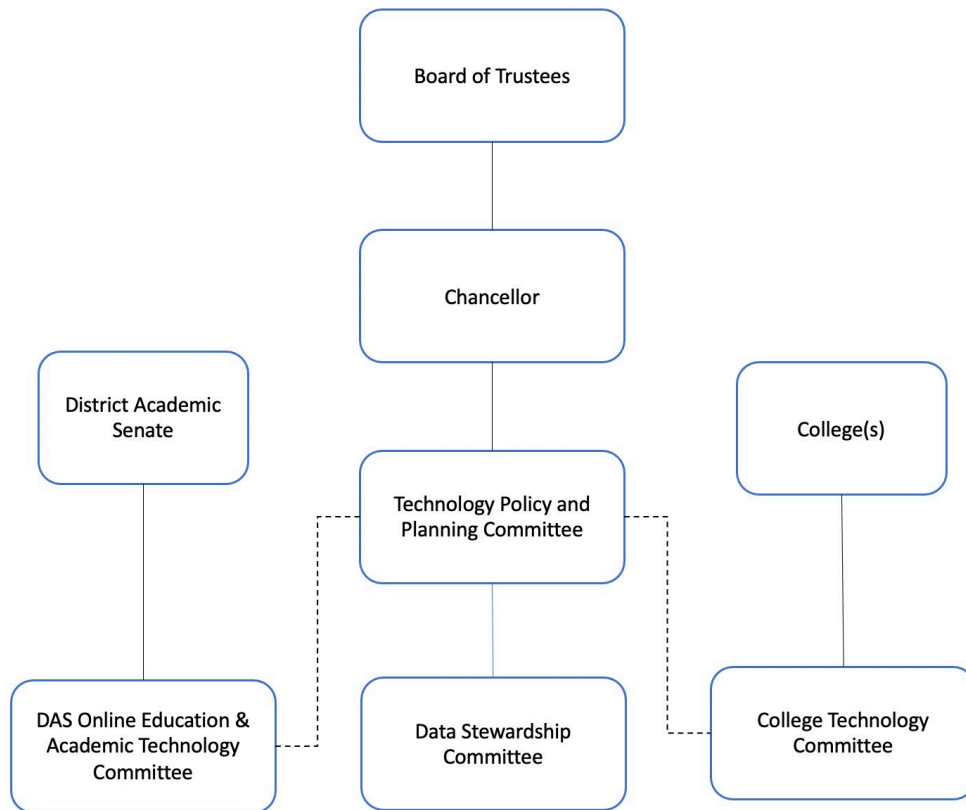 Board of Trustees
Chancellor
District Academic
Senate
College(s)
Technology Policy and
Planning Committee
DAS Online Education &
Academic Technology
Committee
Data Stewardship
Committee
College Technology
Committee